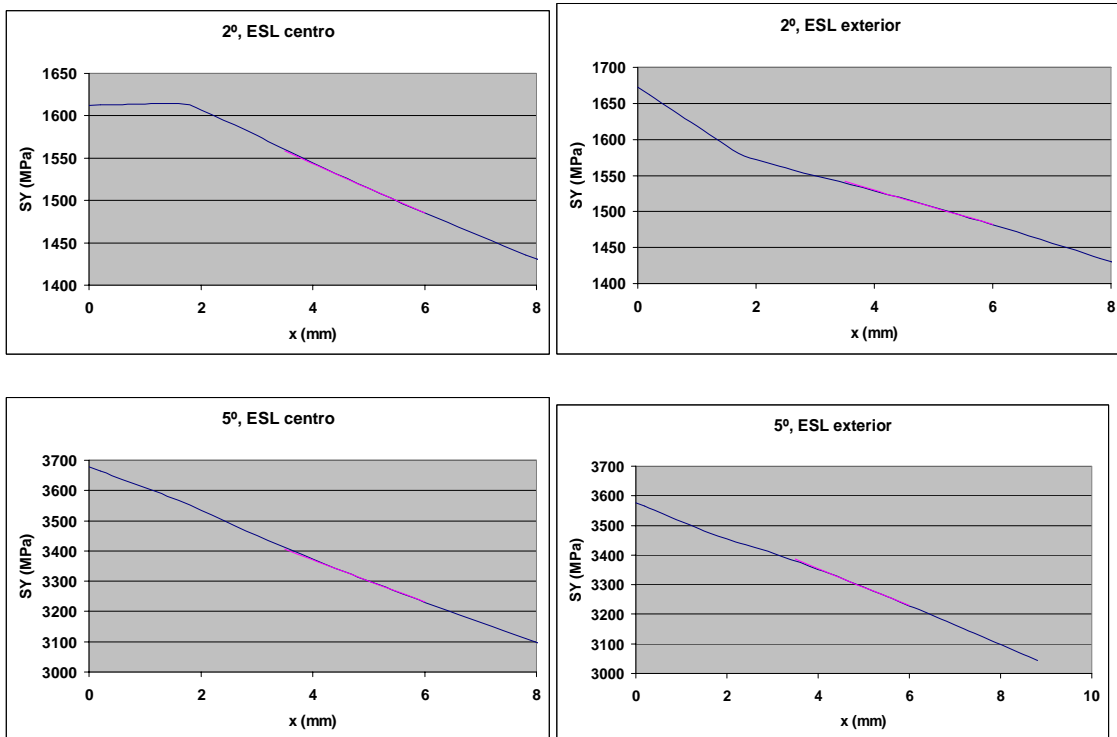 2º, ESL centro
SY (MPa)
1650
1600
1550
1500
1450
1400
0 2 4 6 8
x (mm)
2º, ESL exterior
SY (MPa)
1700
1650
1600
1550
1500
1450
1400
0 2 4 6 8
x (mm)
5º, ESL centro
SY (MPa)
3700
3600
3500
3400
3300
3200
3100
3000
0 2 4 6 8
x (mm)
5º, ESL exterior
SY (MPa)
3700
3600
3500
3400
3300
3200
3100
3000
0 2 4 6 8 10
x (mm)